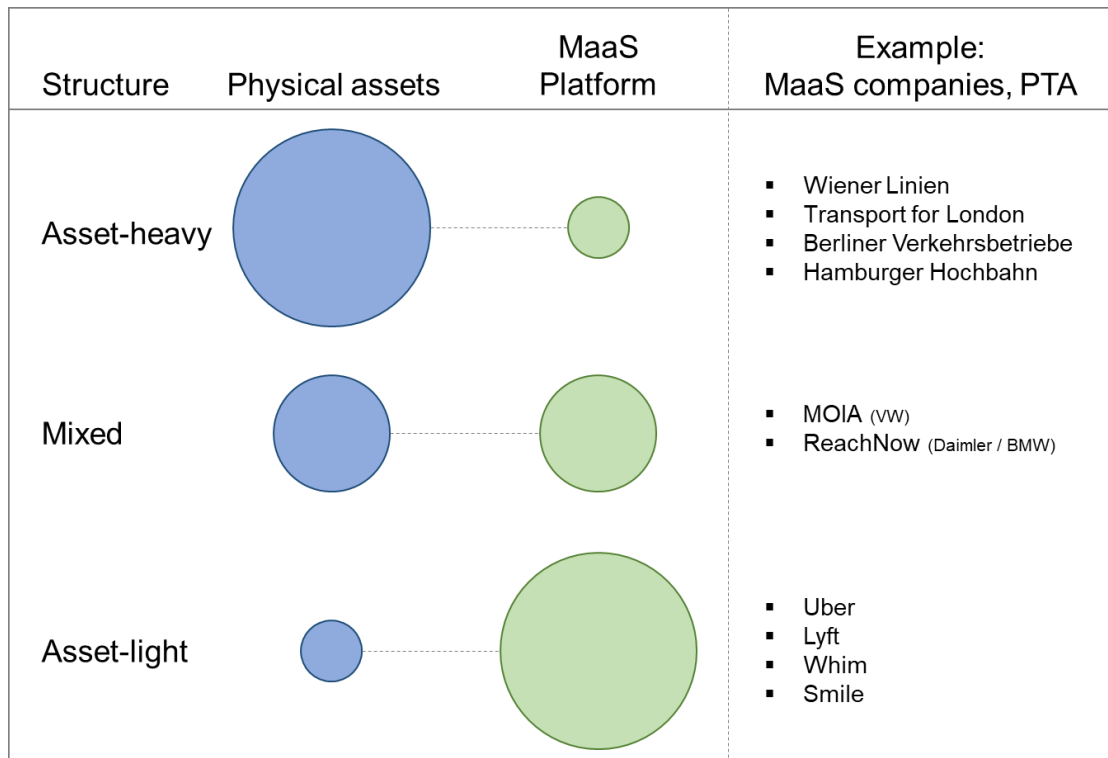 Structure
Physical assets
MaaS
Platform
Example:
MaaS companies, PTA
Asset-heavy
▪ Wiener Linien
▪ Transport for London
▪ Berliner Verkehrsbetriebe
▪ Hamburger Hochbahn
Mixed
▪ MOIA (VW)
▪ ReachNow (Daimler / BMW)
Asset-light
▪ Uber
▪ Lyft
▪ Whim
▪ Smile